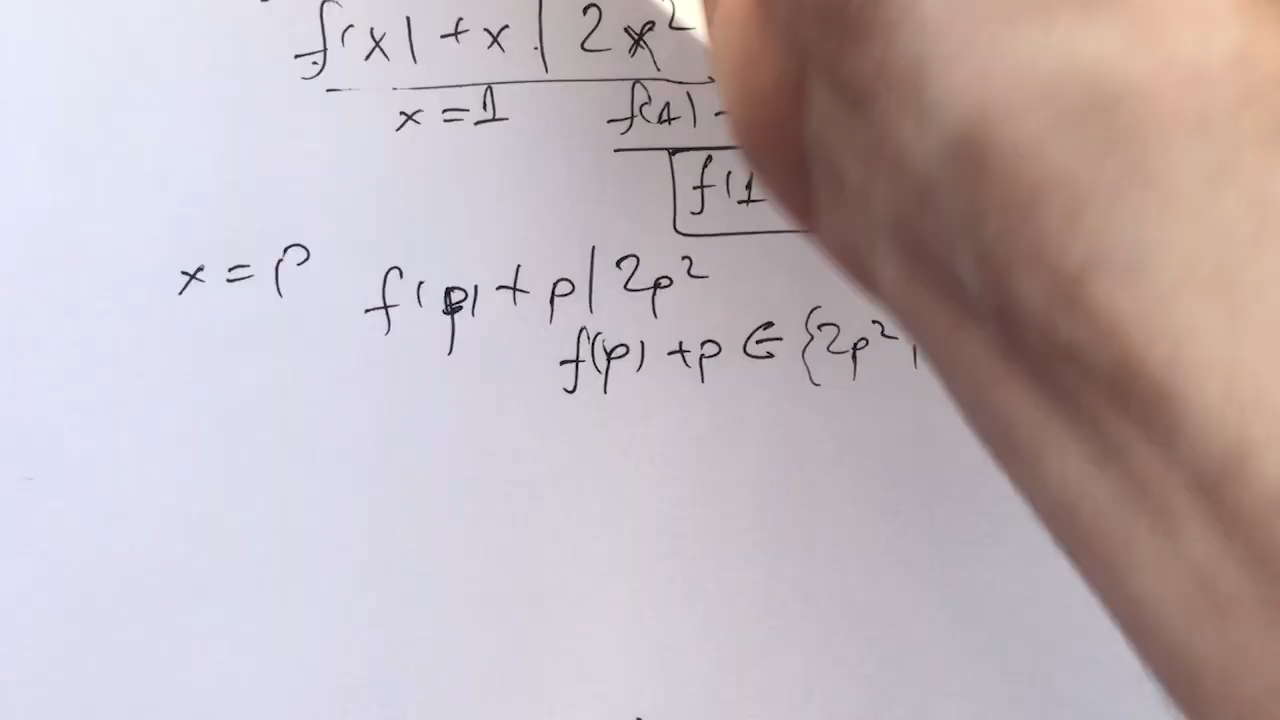 f(x) + x | 2x²
x = 1 f(1) -
f(1
x = p f(p) + p | 2p²
f(p) + p ∈ {2p²,